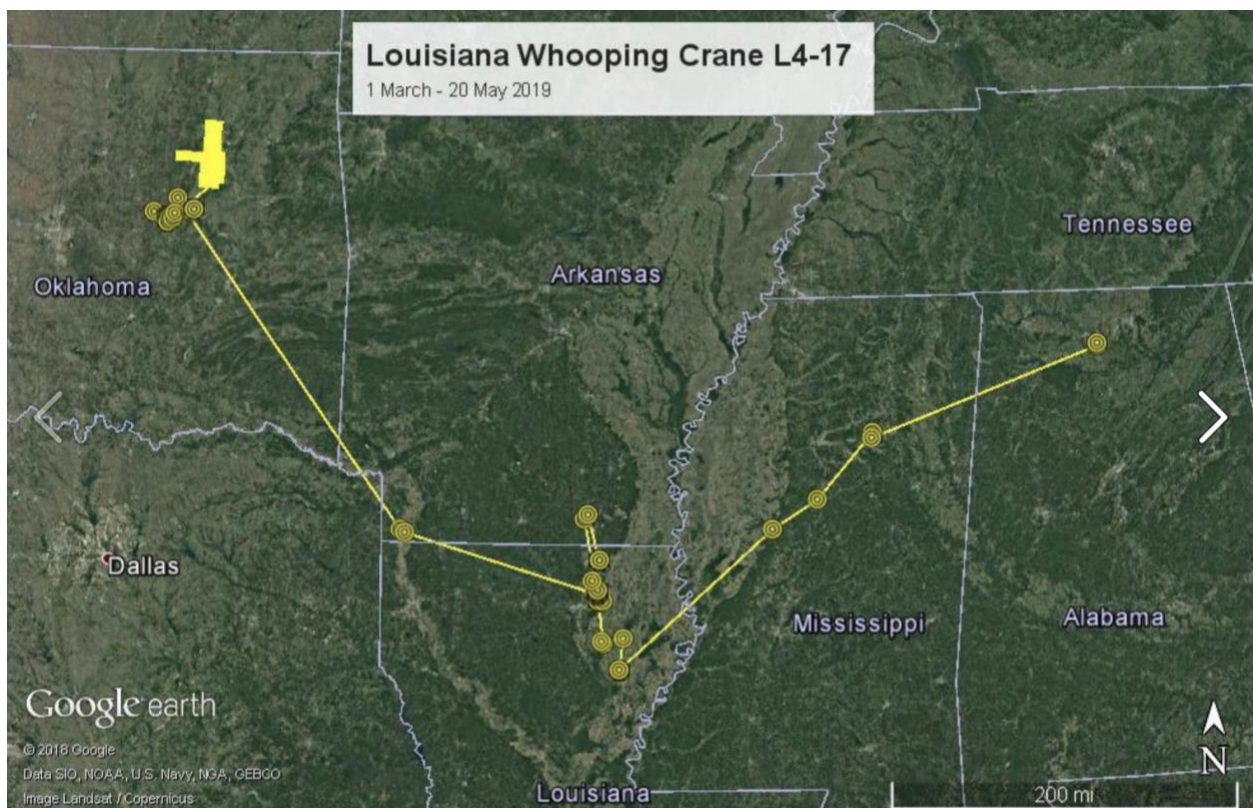 Louisiana Whooping Crane L4-17
1 March - 20 May 2019
Tennessee
Arkansas
Oklahoma
Dallas
Mississippi
Alabama
Google earth
© 2018 Google
Data SIO, NOAA, U.S. Navy, NGA, GEBCO
Image Landsat / Copernicus
Louisiana
N
200 mi